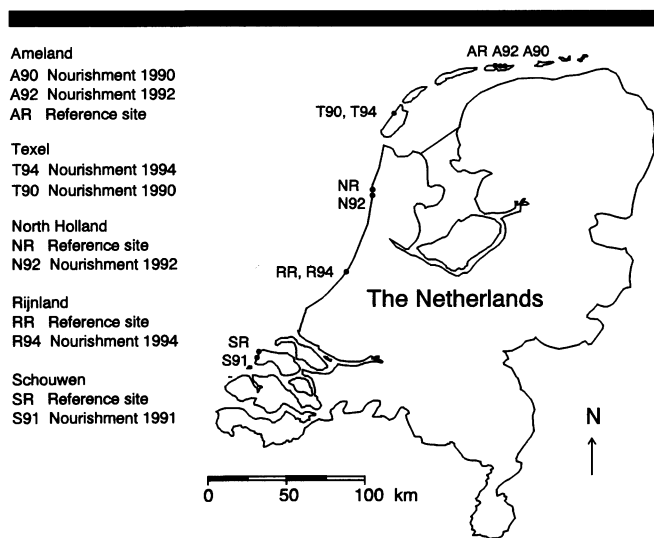 Ameland
A90 Nourishment 1990
A92 Nourishment 1992
AR Reference site
Texel
T94 Nourishment 1994
T90 Nourishment 1990
North Holland
NR Reference site
N92 Nourishment 1992
Rijnland
RR Reference site
R94 Nourishment 1994
Schouwen
SR Reference site
S91 Nourishment 1991
AR A92 A90
T90, T94
NR
N92
RR, R94
The Netherlands
SR
S91
N
0 50 100 km